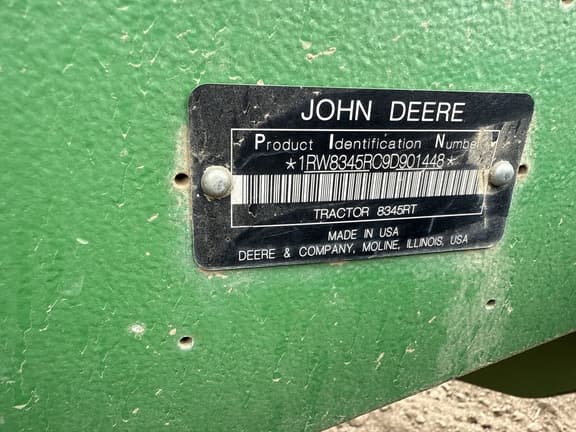 JOHN DEERE
Product Identification Number
*1RW8345RC9D901448*
TRACTOR 8345RT
MADE IN USA
DEERE & COMPANY, MOLINE, ILLINOIS, USA